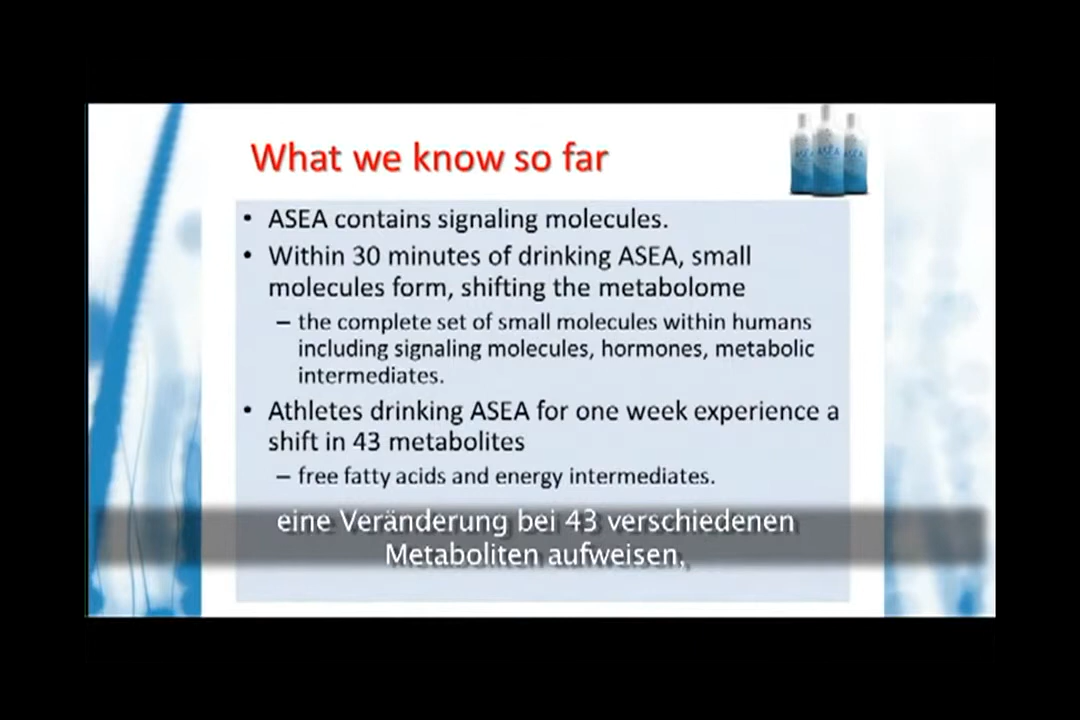 What we know so far
• ASEA contains signaling molecules.
• Within 30 minutes of drinking ASEA, small
molecules form, shifting the metabolome
– the complete set of small molecules within humans
including signaling molecules, hormones, metabolic
intermediates.
• Athletes drinking ASEA for one week experience a
shift in 43 metabolites
– free fatty acids and energy intermediates.
eine Veränderung bei 43 verschiedenen
Metaboliten aufweisen,
ASEA